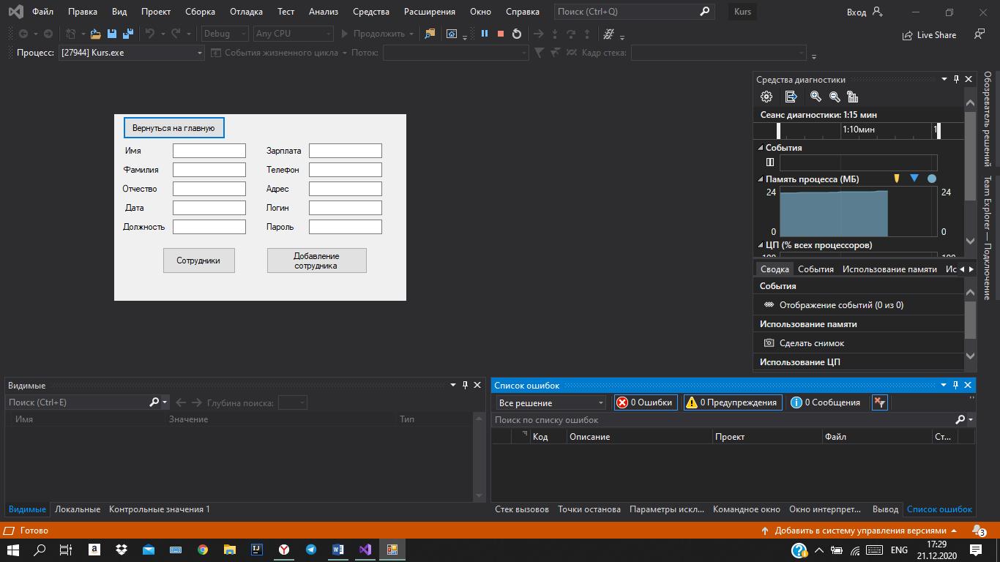 Файл Правка Вид Проект Сборка Отладка Тест Анализ Средства Расширения Окно Справка Поиск (Ctrl+Q) Kurs Вход
Debug Any CPU Продолжить Live Share
Процесс: [27944] Kurs.exe События жизненного цикла Поток: Кадр стека:
Средства диагностики
Сеанс диагностики: 1:15 мин
1:10мин 1
События
Память процесса (МБ)
24 24
0 0
ЦП (% всех процессоров)
100 100
Сводка События Использование памяти Ис
События
Отображение событий (0 из 0)
Использование памяти
Сделать снимок
Использование ЦП
Обозреватель решений
Team Explorer — Подключение
Вернуться на главную
Имя Зарплата
Фамилия Телефон
Отчество Адрес
Дата Логин
Должность Пароль
Сотрудники Добавление
сотрудника
Видимые
Поиск (Ctrl+E) Глубина поиска:
Имя Значение Тип
Видимые Локальные Контрольные значения 1
Список ошибок
Все решение 0 Ошибки 0 Предупреждения 0 Сообщения
Поиск по списку ошибок
Код Описание Проект Файл Ст...
Стек вызовов Точки останова Параметры искл... Командное окно Окно интерпрет... Вывод Список ошибок
Готово Добавить в систему управления версиями 3
ENG 17:29
21.12.2020